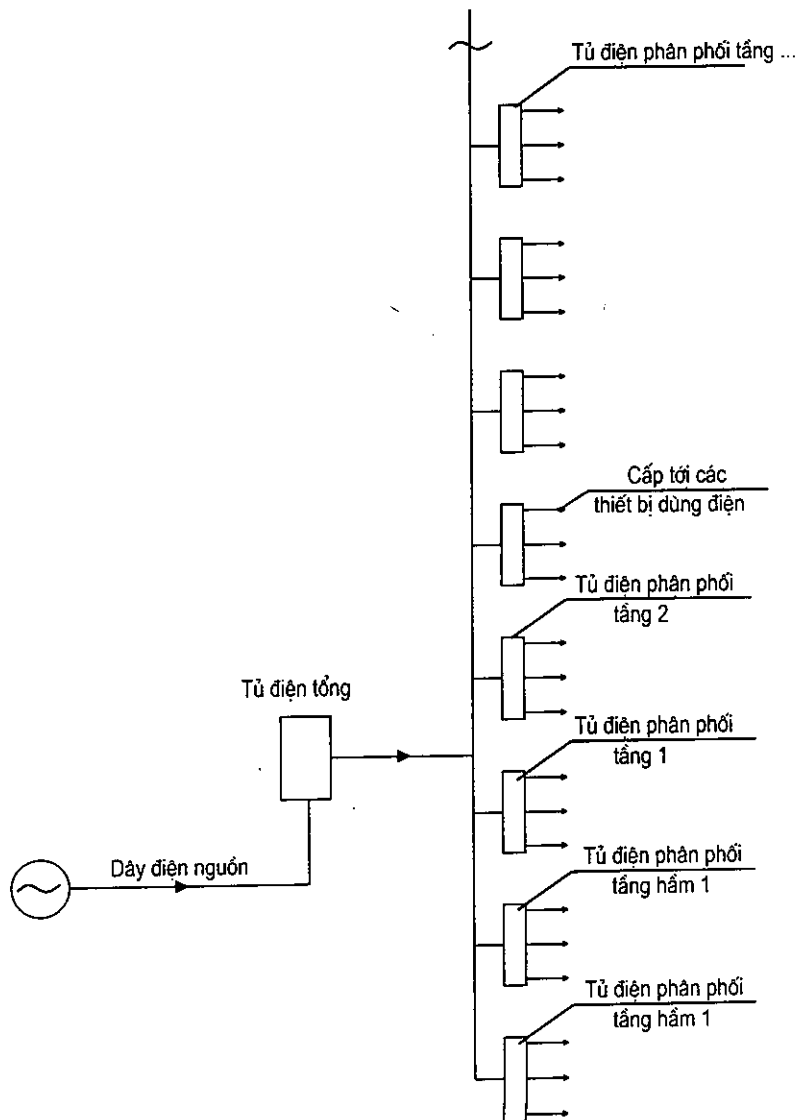 Tủ điện phân phối tầng ...
Cấp tới các
thiết bị dùng điện
Tủ điện phân phối
tầng 2
Tủ điện tổng
Tủ điện phân phối
tầng 1
Dây điện nguồn
Tủ điện phân phối
tầng hầm 1
Tủ điện phân phối
tầng hầm 1